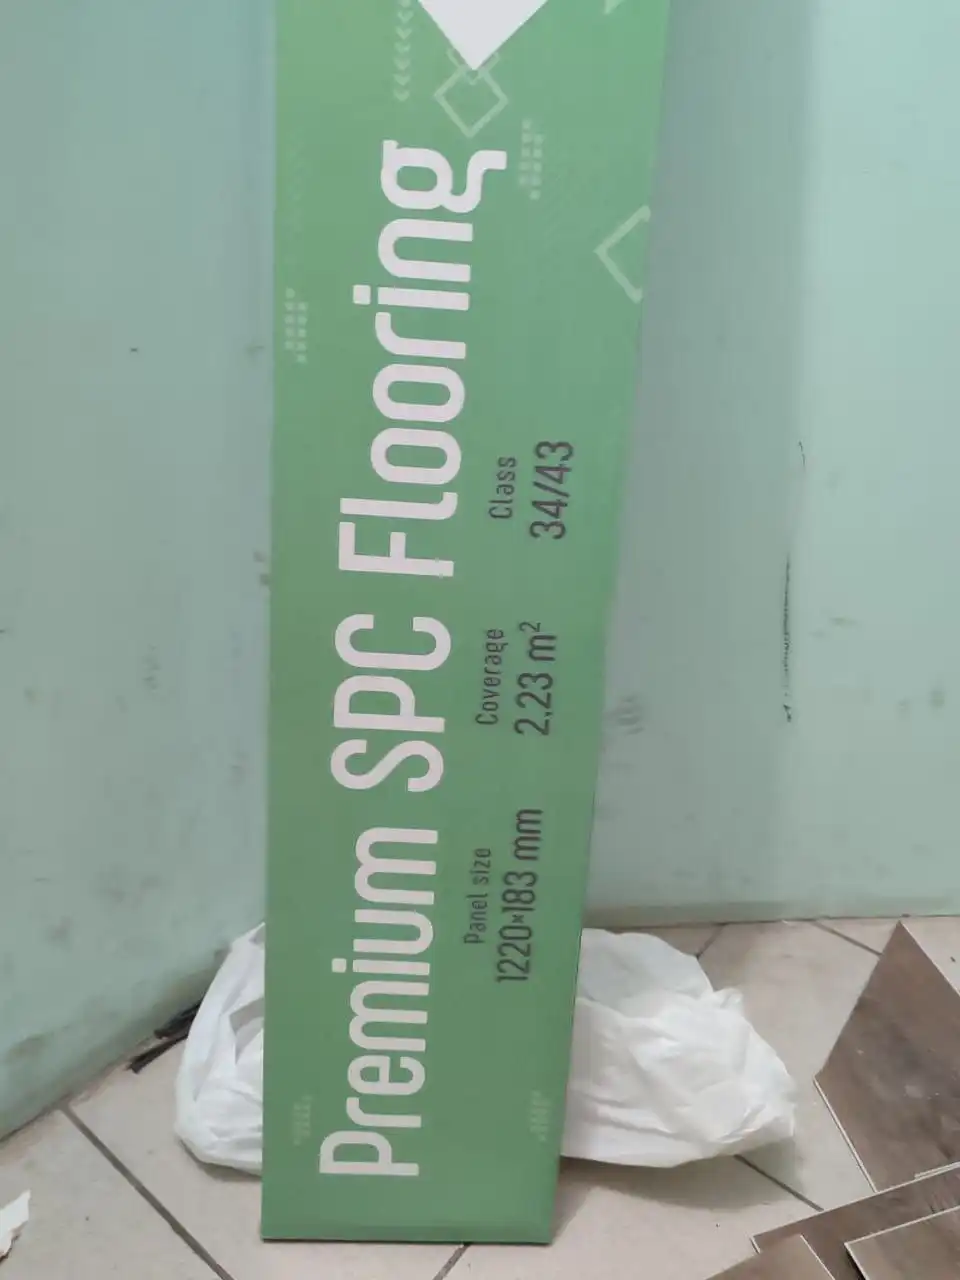 Premium SPC Flooring
Panel size
1220×183 mm
Coverage
2,23 m²
Class
34/43